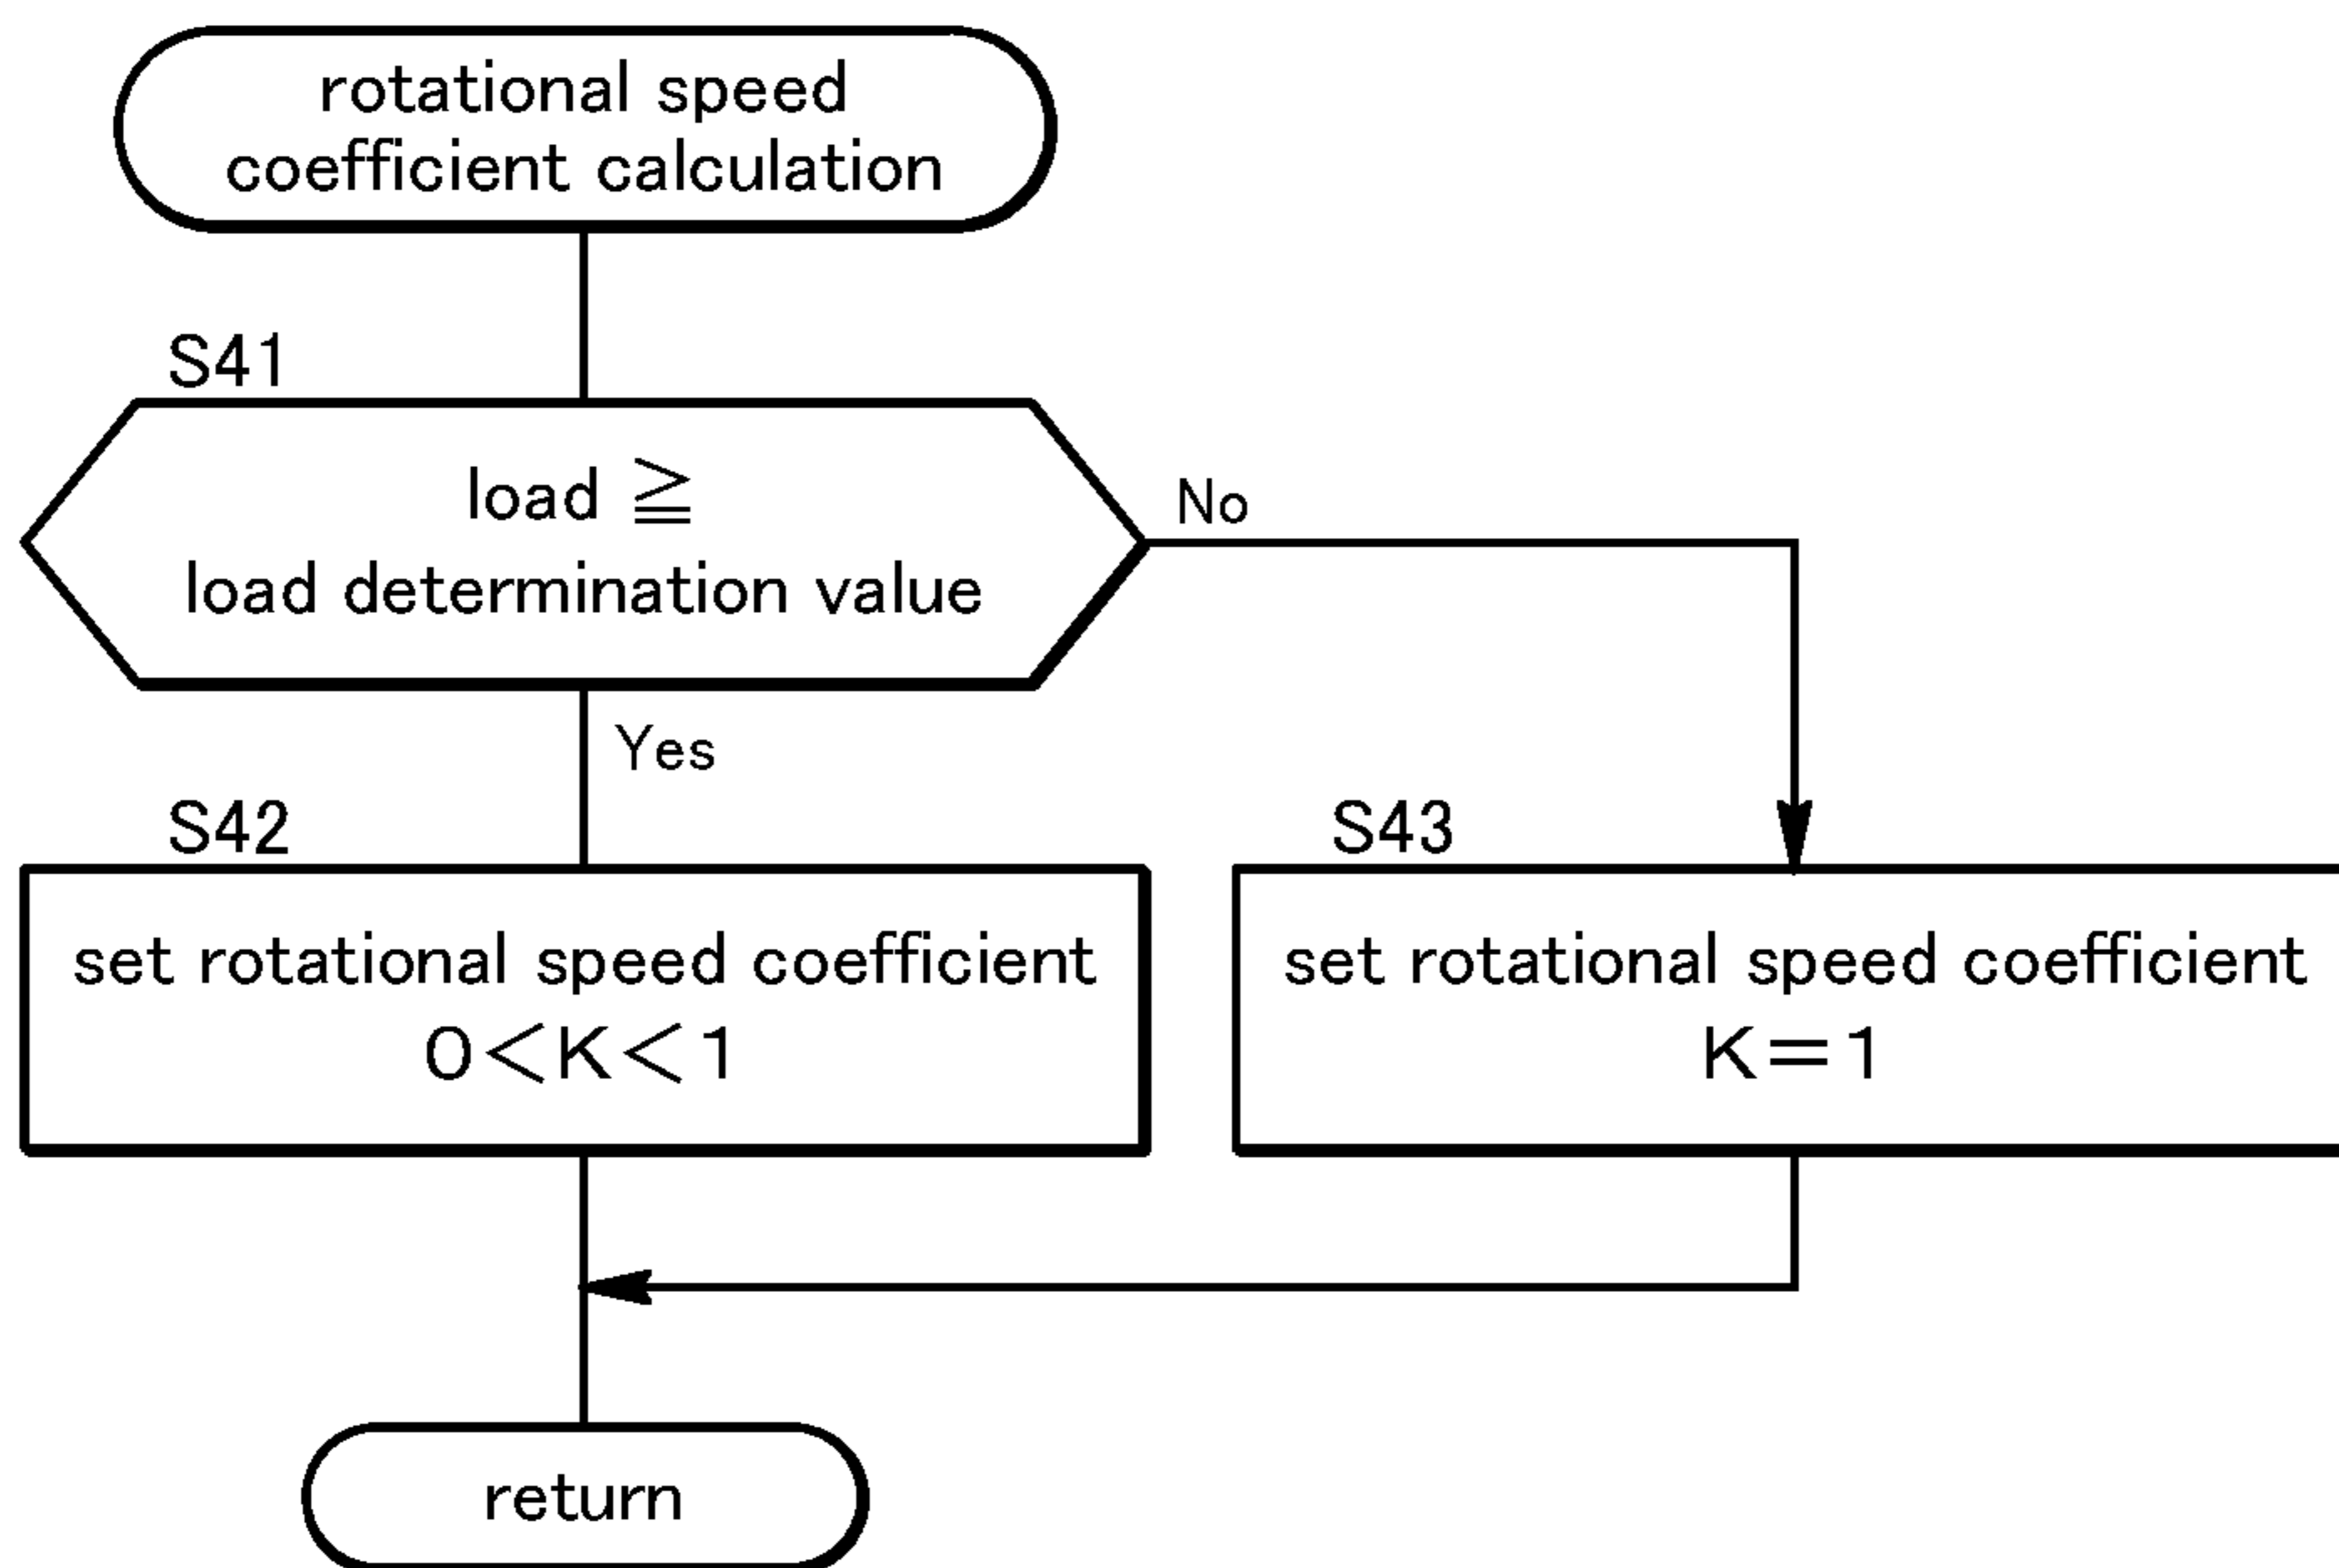 rotational speed
coefficient calculation
S41
load ≧
load determination value
No
Yes
S42
set rotational speed coefficient
0<K<1
S43
set rotational speed coefficient
K=1
return